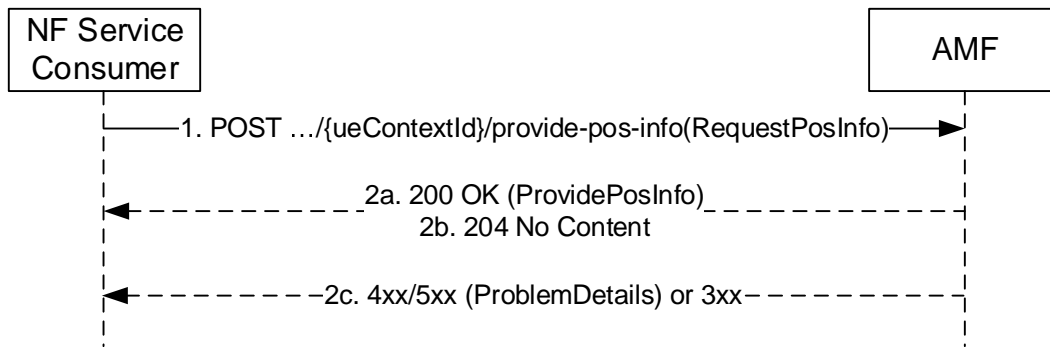 NF Service
Consumer
AMF
1. POST …/{ueContextId}/provide-pos-info(RequestPosInfo)
2a. 200 OK (ProvidePosInfo)
2b. 204 No Content
2c. 4xx/5xx (ProblemDetails) or 3xx